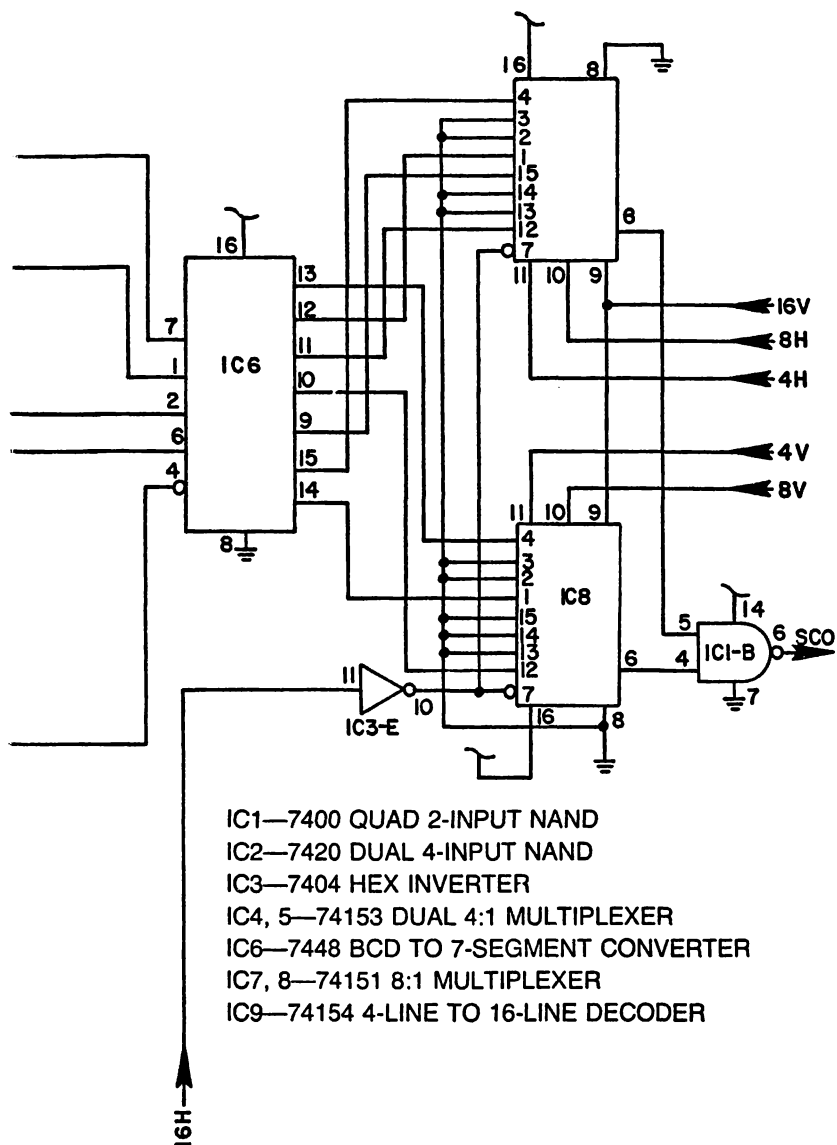 16
8
4
3
2
1
15
14
13
12
7
6
11
10
9
16
13
12
11
10
9
15
14
7
1
2
6
4
8
IC6
16V
8H
4H
4V
8V
11
10
9
4
3
2
1
15
14
13
12
7
IC8
6
16
8
14
5
4
6
SCO
IC1-B
7
11
10
IC3-E
IC1—7400 QUAD 2-INPUT NAND
IC2—7420 DUAL 4-INPUT NAND
IC3—7404 HEX INVERTER
IC4, 5—74153 DUAL 4:1 MULTIPLEXER
IC6—7448 BCD TO 7-SEGMENT CONVERTER
IC7, 8—74151 8:1 MULTIPLEXER
IC9—74154 4-LINE TO 16-LINE DECODER
16H